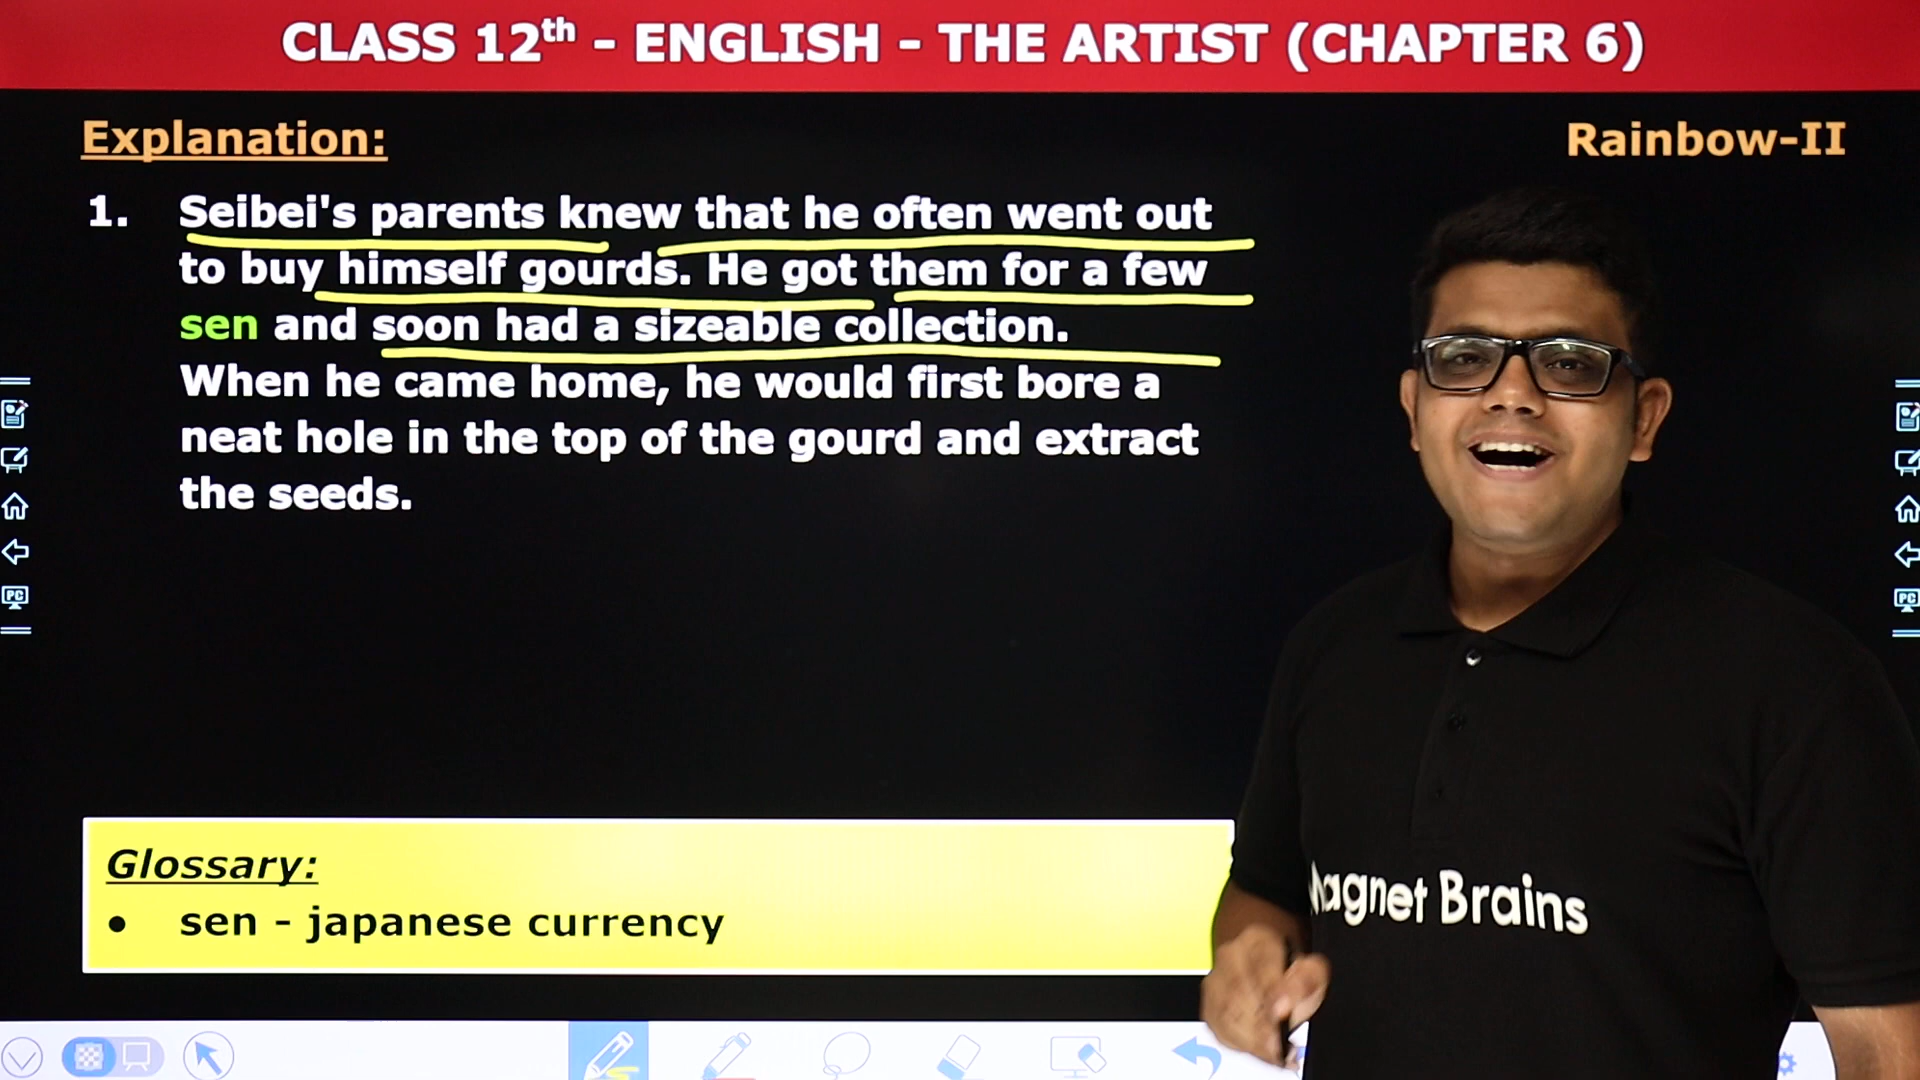 CLASS 12th - ENGLISH - THE ARTIST (CHAPTER 6)
Explanation:
Rainbow-II
1. Seibei's parents knew that he often went out
to buy himself gourds. He got them for a few
sen and soon had a sizeable collection.
When he came home, he would first bore a
neat hole in the top of the gourd and extract
the seeds.
Glossary:
• sen - japanese currency
Magnet Brains
PC
PC